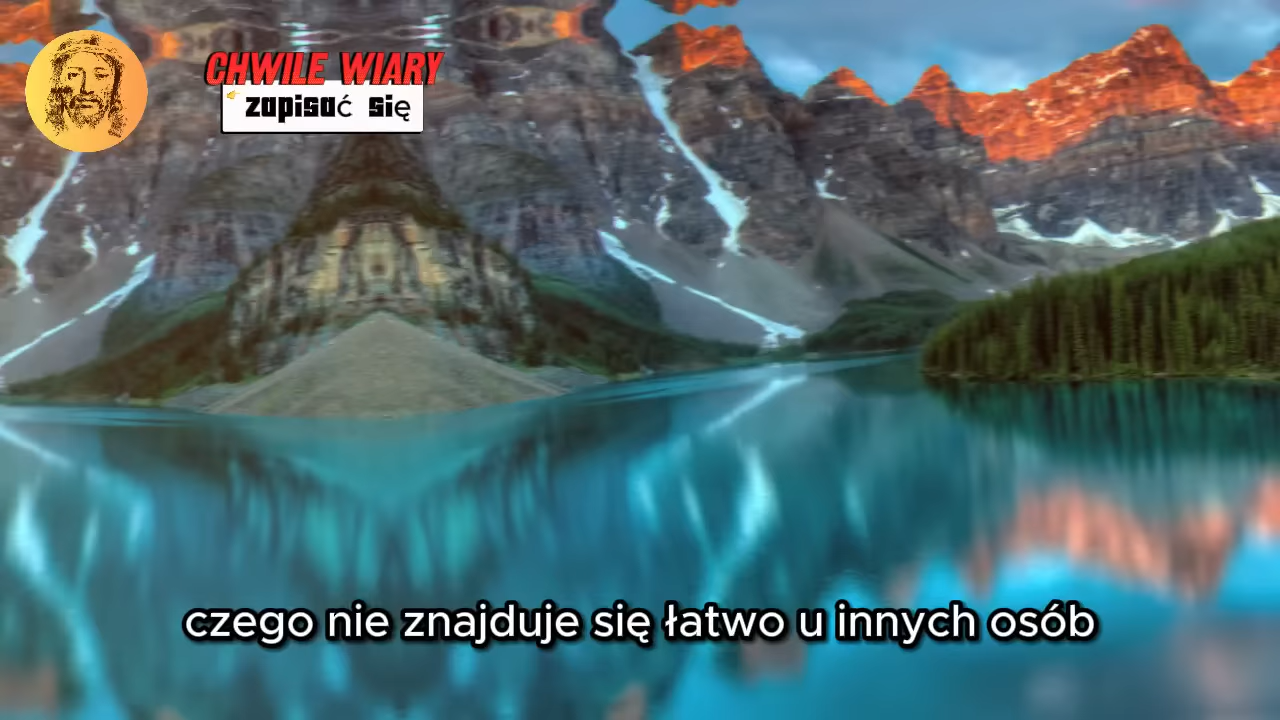 CHWILE WIARY
👉 zapisać się
czego nie znajduje się łatwo u innych osób